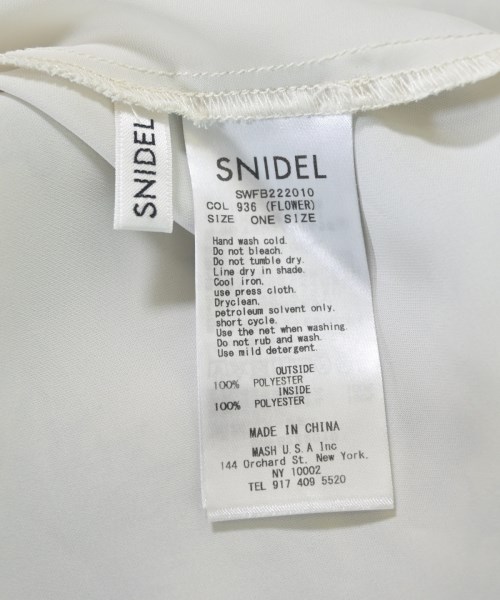 SNIDEL
SNIDEL
SWFB222010
COL 936 (FLOWER)
SIZE ONE SIZE
Hand wash cold.
Do not bleach.
Do not tumble dry.
Line dry in shade.
Cool iron.
use press cloth.
Dryclean,
petroleum solvent only.
short cycle.
Use the net when washing.
Do not rub and wash.
Use mild detergent.
OUTSIDE
100% POLYESTER
INSIDE
100% POLYESTER
MADE IN CHINA
MASH U.S.A Inc
144 Orchard St. New York.
NY 10002
TEL 917 409 5520